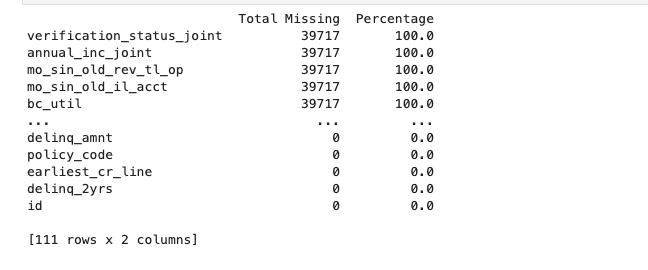 Total Missing Percentage
verification_status_joint 39717 100.0
annual_inc_joint 39717 100.0
mo_sin_old_rev_tl_op 39717 100.0
mo_sin_old_il_acct 39717 100.0
bc_util 39717 100.0
... ... ...
delinq_amnt 0 0.0
policy_code 0 0.0
earliest_cr_line 0 0.0
delinq_2yrs 0 0.0
id 0 0.0
[111 rows x 2 columns]